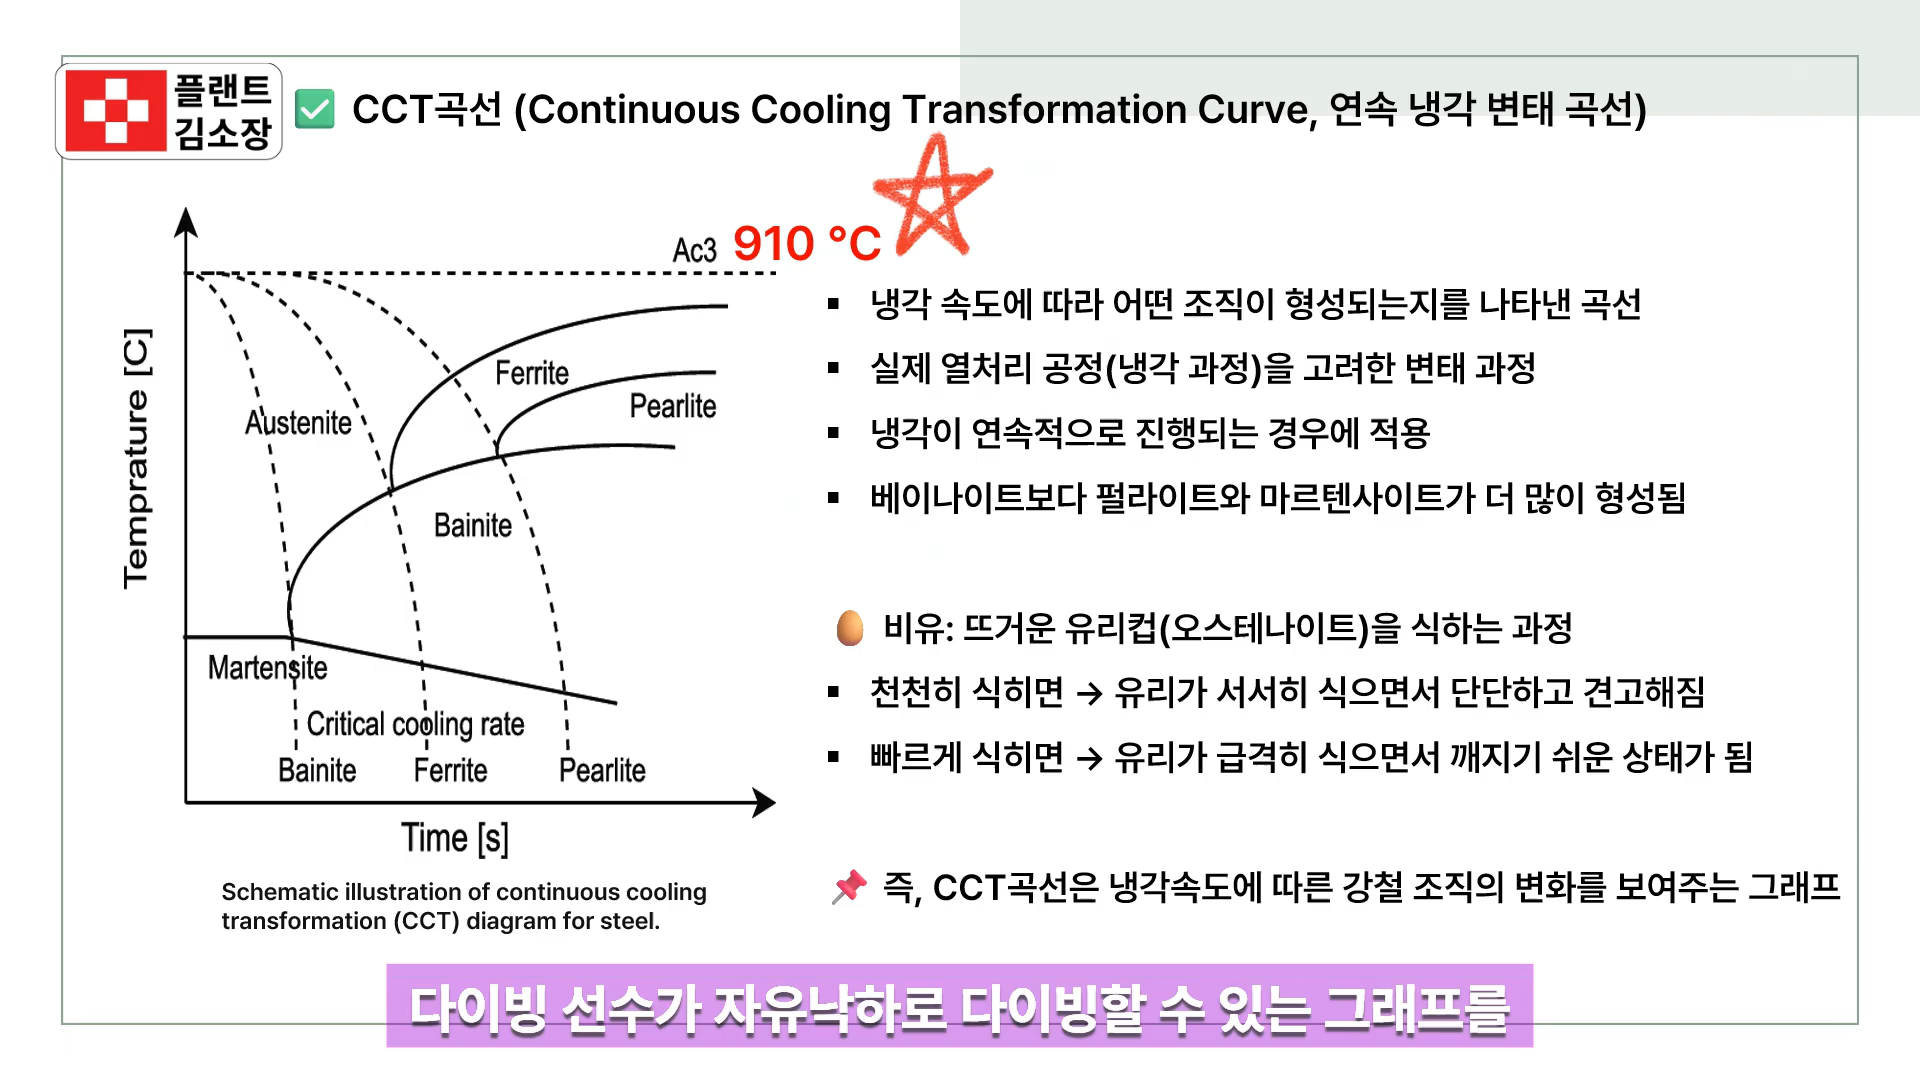 플랜트
김소장
✅ CCT곡선 (Continuous Cooling Transformation Curve, 연속 냉각 변태 곡선)
Ac3 910 °C
Temprature [C]
Austenite
Ferrite
Pearlite
Bainite
Martensite
Critical cooling rate
Bainite Ferrite Pearlite
Time [s]
Schematic illustration of continuous cooling
transformation (CCT) diagram for steel.
▪ 냉각 속도에 따라 어떤 조직이 형성되는지를 나타낸 곡선
▪ 실제 열처리 공정(냉각 과정)을 고려한 변태 과정
▪ 냉각이 연속적으로 진행되는 경우에 적용
▪ 베이나이트보다 펄라이트와 마르텐사이트가 더 많이 형성됨
🥚 비유: 뜨거운 유리컵(오스테나이트)을 식하는 과정
▪ 천천히 식히면 → 유리가 서서히 식으면서 단단하고 견고해짐
▪ 빠르게 식히면 → 유리가 급격히 식으면서 깨지기 쉬운 상태가 됨
📌 즉, CCT곡선은 냉각속도에 따른 강철 조직의 변화를 보여주는 그래프
다이빙 선수가 자유낙하로 다이빙할 수 있는 그래프를